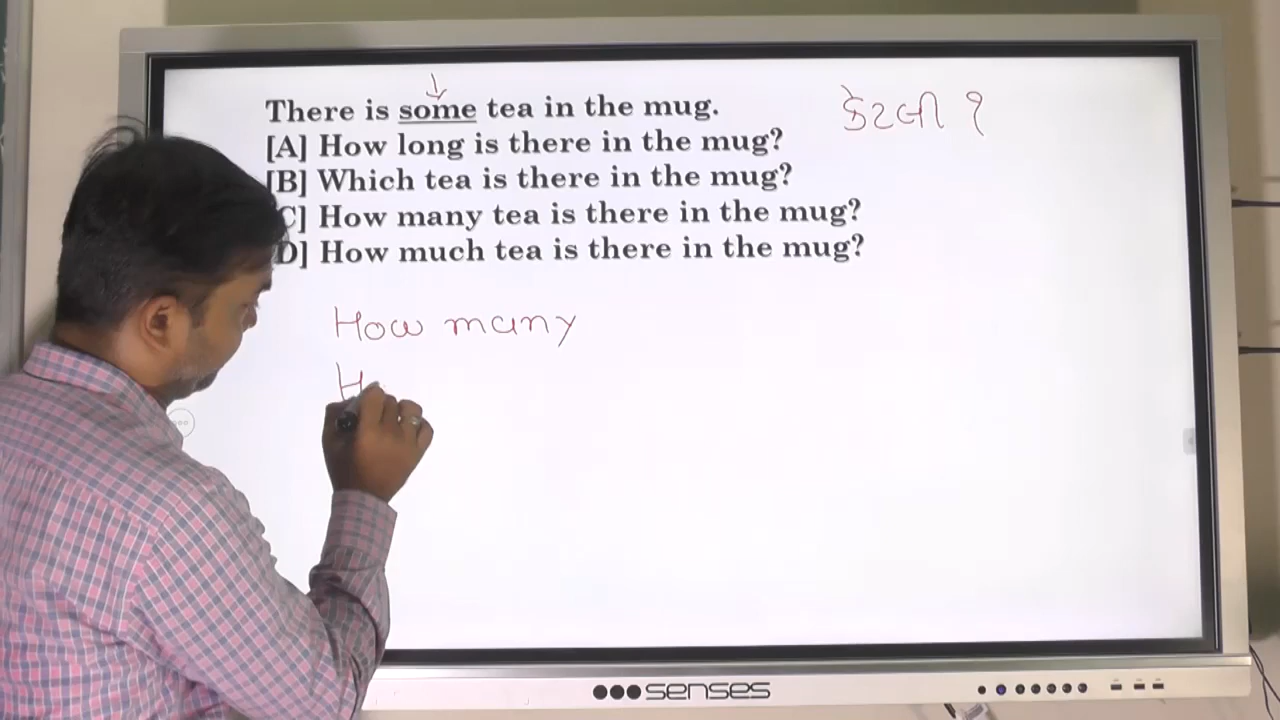 There is some tea in the mug.
કેટલી ?
[A] How long is there in the mug?
[B] Which tea is there in the mug?
C] How many tea is there in the mug?
D] How much tea is there in the mug?
How many
H
senses